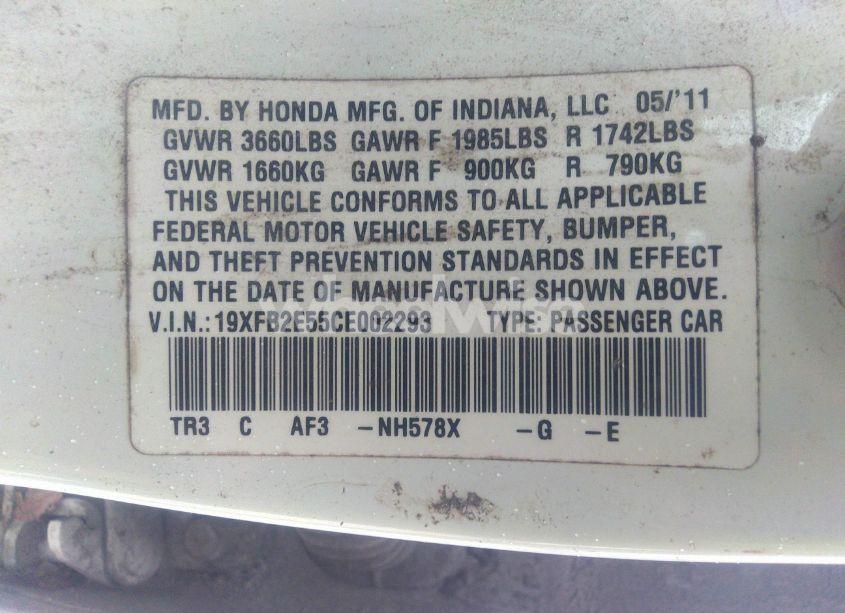 MFD. BY HONDA MFG. OF INDIANA, LLC 05/'11
GVWR 3660LBS GAWR F 1985LBS R 1742LBS
GVWR 1660KG GAWR F 900KG R 790KG
THIS VEHICLE CONFORMS TO ALL APPLICABLE
FEDERAL MOTOR VEHICLE SAFETY, BUMPER,
AND THEFT PREVENTION STANDARDS IN EFFECT
ON THE DATE OF MANUFACTURE SHOWN ABOVE.
V.I.N.:19XFB2E55CE002293 TYPE: PASSENGER CAR
TR3 C AF3 -NH578X -G -E